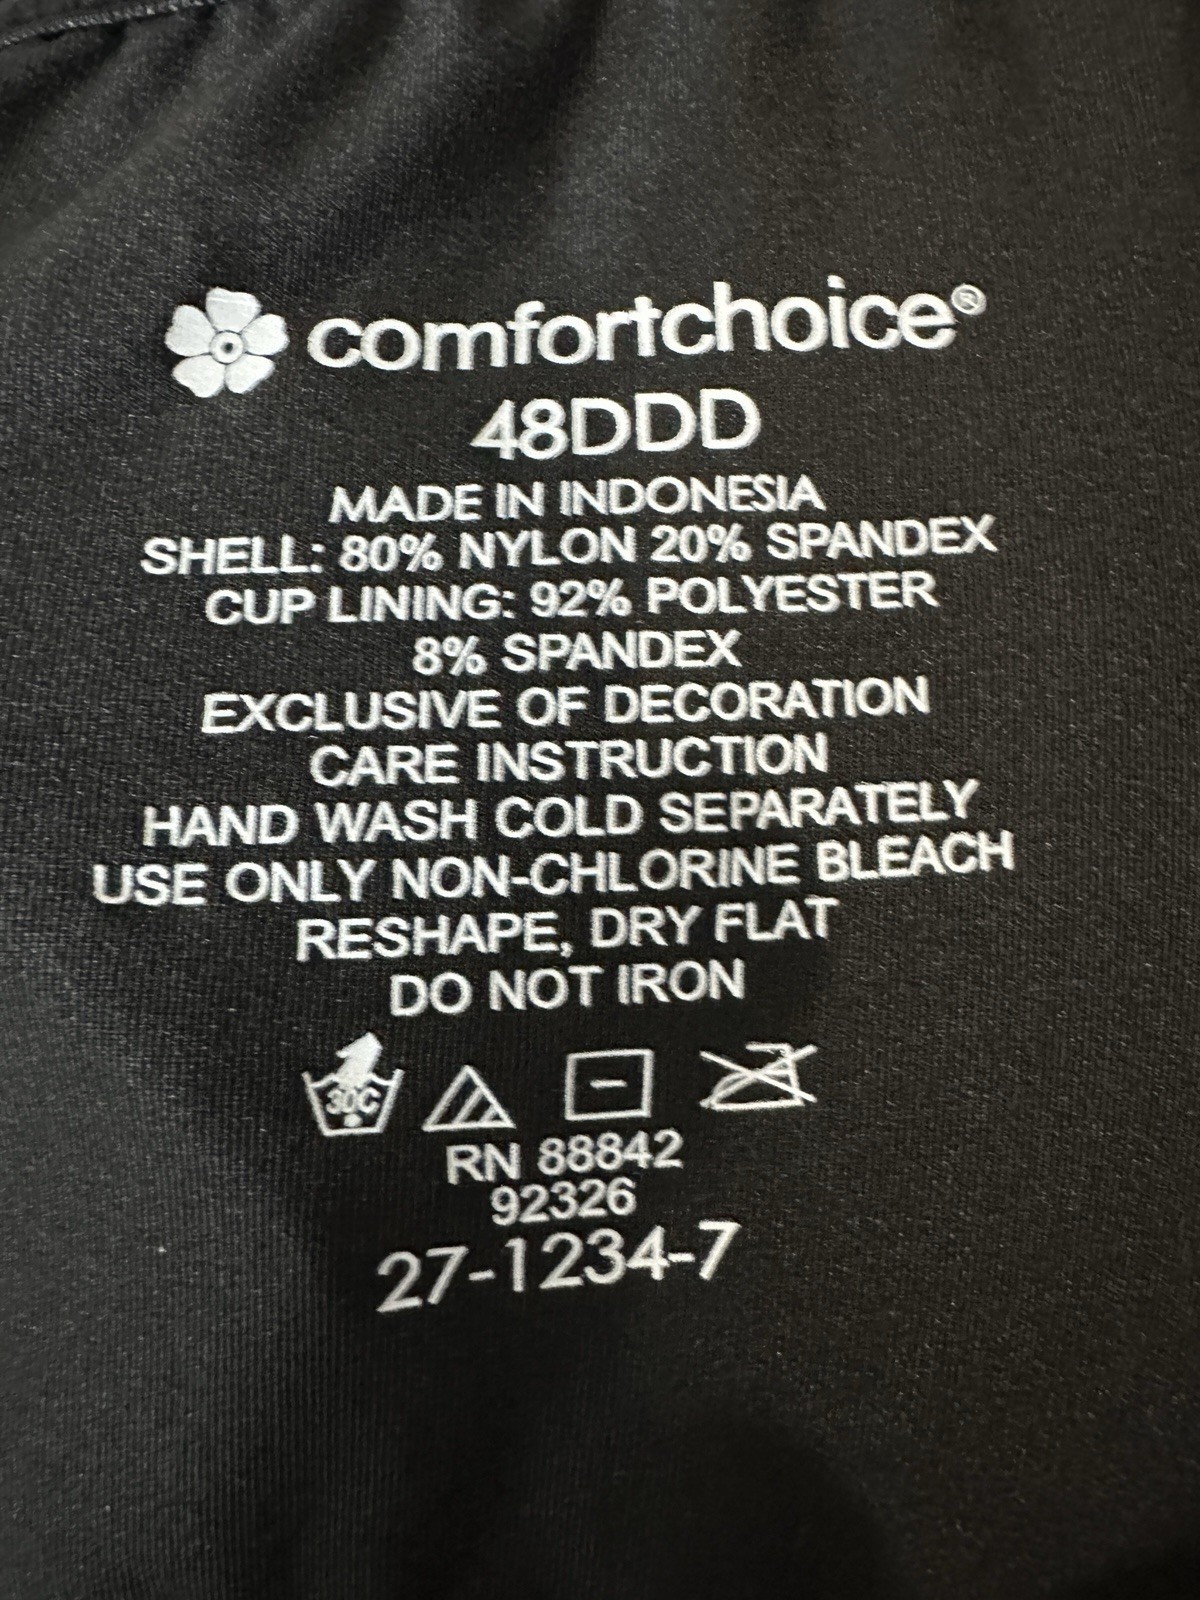 comfortchoice®
48DDD
MADE IN INDONESIA
SHELL: 80% NYLON 20% SPANDEX
CUP LINING: 92% POLYESTER
8% SPANDEX
EXCLUSIVE OF DECORATION
CARE INSTRUCTION
HAND WASH COLD SEPARATELY
USE ONLY NON-CHLORINE BLEACH
RESHAPE, DRY FLAT
DO NOT IRON
30C
RN 88842
92326
27-1234-7